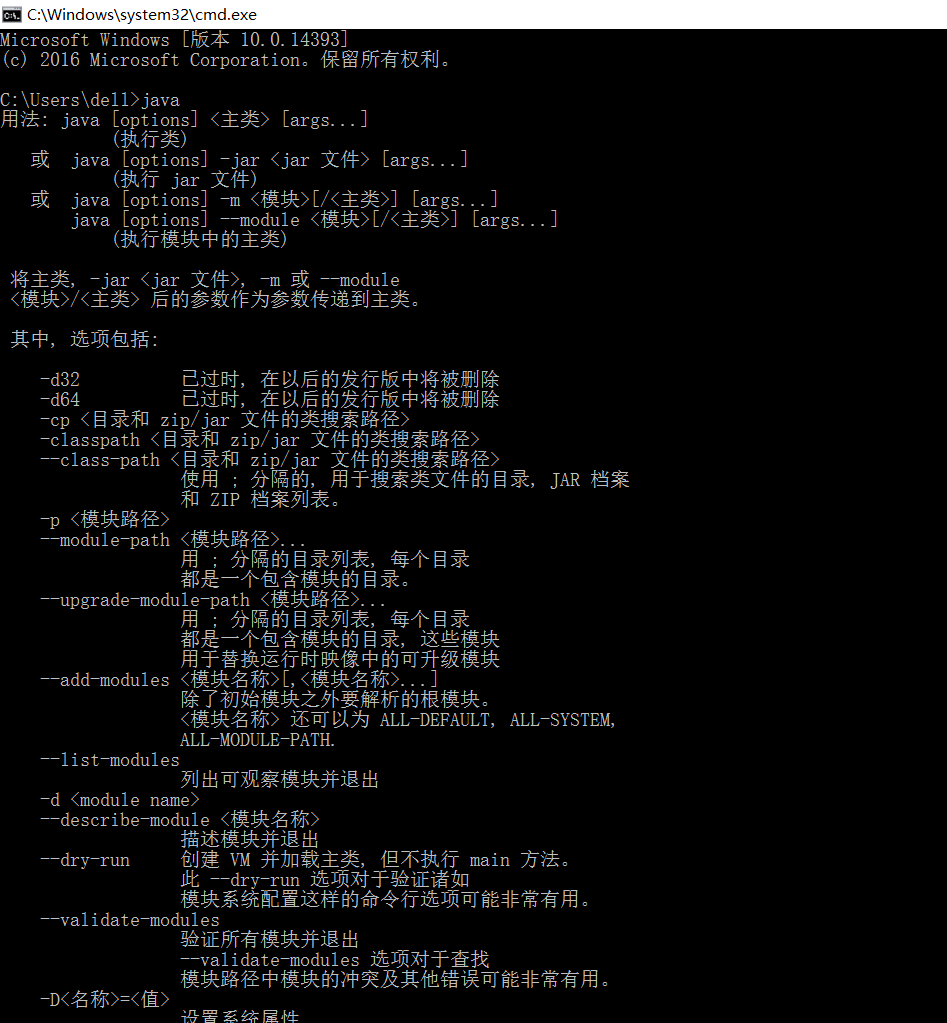 C:\Windows\system32\cmd.exe
Microsoft Windows [版本 10.0.14393]
(c) 2016 Microsoft Corporation。保留所有权利。
C:\Users\dell>java
用法: java [options] <主类> [args...]
(执行类)
或 java [options] -jar <jar 文件> [args...]
(执行 jar 文件)
或 java [options] -m <模块>[/<主类>] [args...]
java [options] --module <模块>[/<主类>] [args...]
(执行模块中的主类)
将主类, -jar <jar 文件>, -m 或 --module
<模块>/<主类> 后的参数作为参数传递到主类。
其中, 选项包括:
-d32 已过时, 在以后的发行版中将被删除
-d64 已过时, 在以后的发行版中将被删除
-cp <目录和 zip/jar 文件的类搜索路径>
-classpath <目录和 zip/jar 文件的类搜索路径>
--class-path <目录和 zip/jar 文件的类搜索路径>
使用 ; 分隔的, 用于搜索类文件的目录, JAR 档案
和 ZIP 档案列表。
-p <模块路径>
--module-path <模块路径>...
用 ; 分隔的目录列表, 每个目录
都是一个包含模块的目录。
--upgrade-module-path <模块路径>...
用 ; 分隔的目录列表, 每个目录
都是一个包含模块的目录, 这些模块
用于替换运行时映像中的可升级模块
--add-modules <模块名称>[,<模块名称>...]
除了初始模块之外要解析的根模块。
<模块名称> 还可以为 ALL-DEFAULT, ALL-SYSTEM,
ALL-MODULE-PATH.
--list-modules
列出可观察模块并退出
-d <module name>
--describe-module <模块名称>
描述模块并退出
--dry-run 创建 VM 并加载主类, 但不执行 main 方法。
此 --dry-run 选项对于验证诸如
模块系统配置这样的命令行选项可能非常有用。
--validate-modules
验证所有模块并退出
--validate-modules 选项对于查找
模块路径中模块的冲突及其他错误可能非常有用。
-D<名称>=<值>
设置系统属性